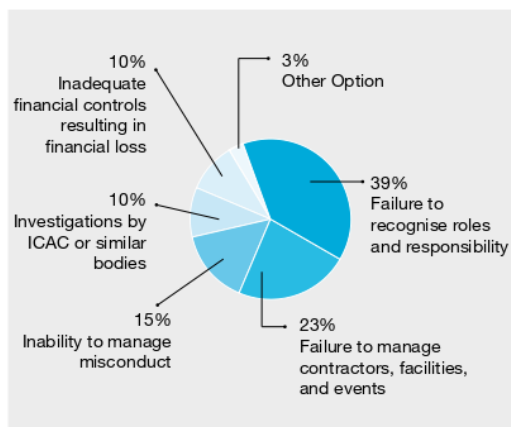 10%
Inadequate
financial controls
resulting in
financial loss
3%
Other Option
39%
Failure to
recognise roles
and responsibility
10%
Investigations by
ICAC or similar
bodies
15%
Inability to manage
misconduct
23%
Failure to manage
contractors, facilities,
and events